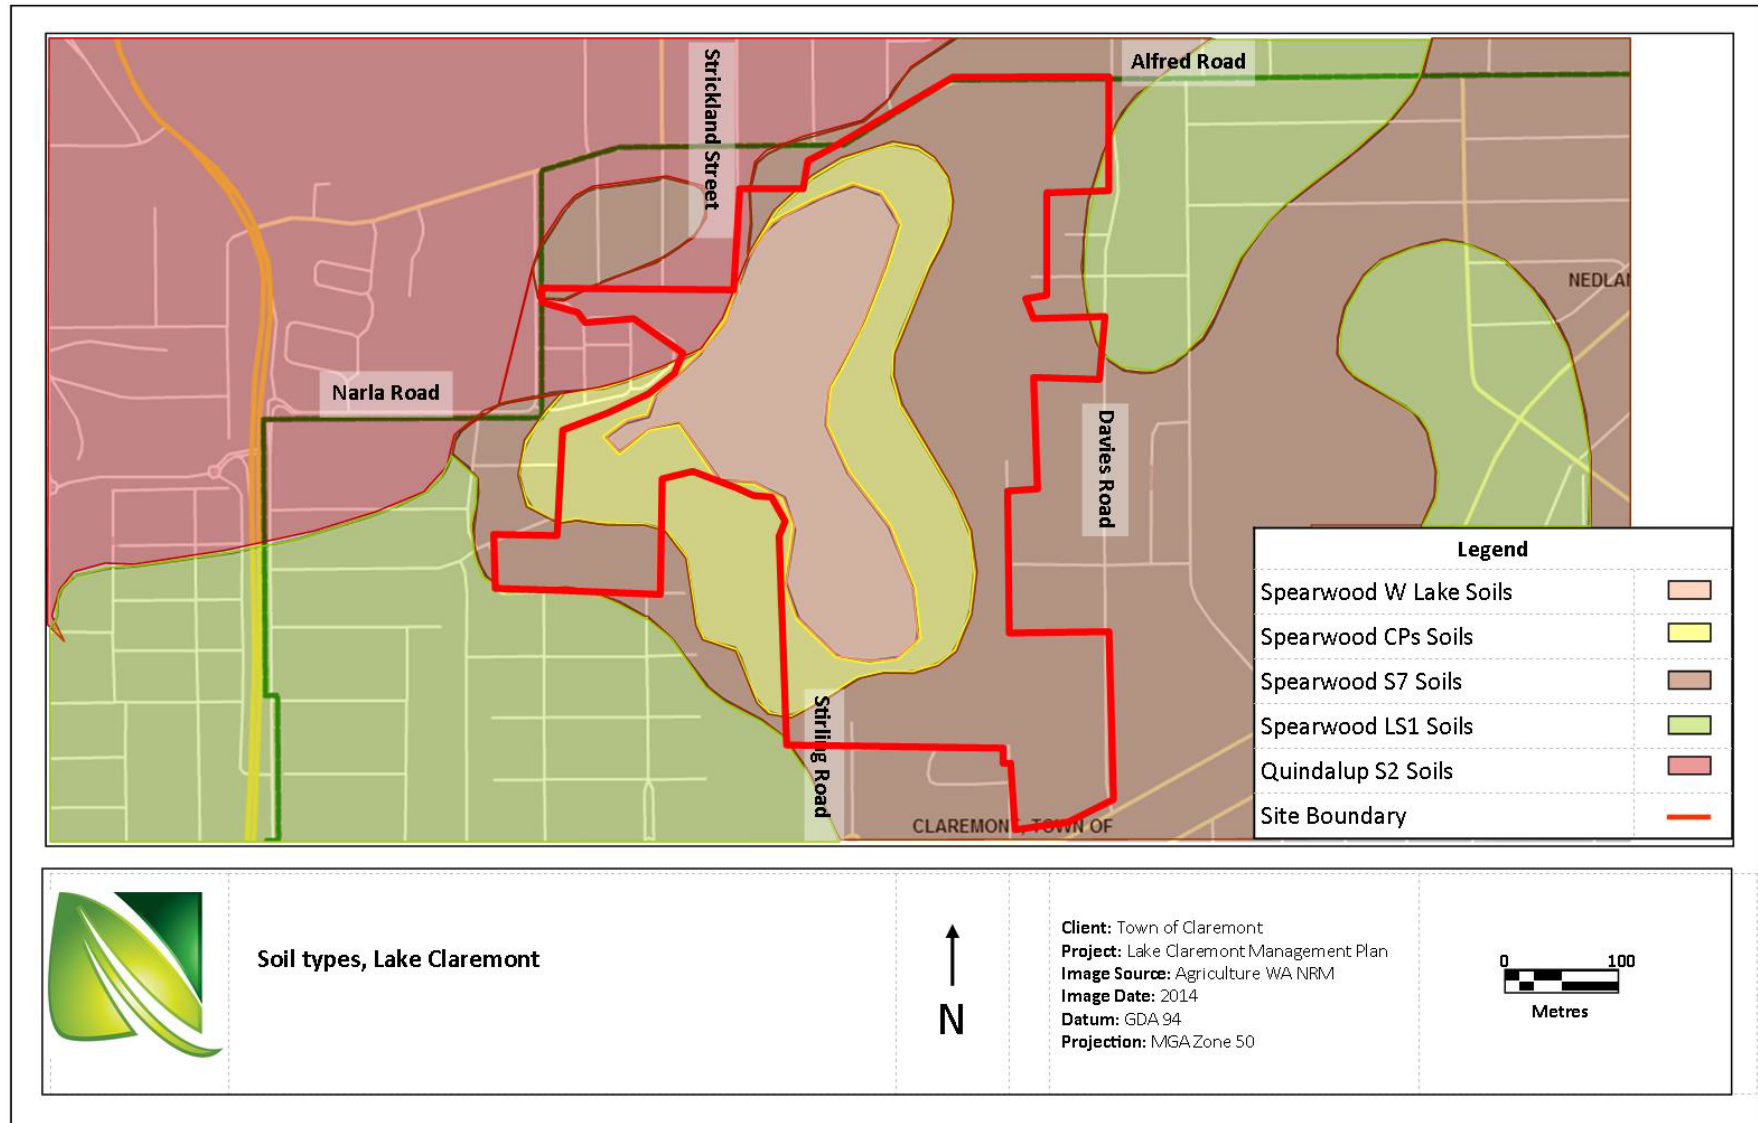 Alfred Road
Strickland Street
NEDLA
Narla Road
Davies Road
Stirling Road
CLAREMONT, TOWN OF
Legend
Spearwood W Lake Soils
Spearwood CPs Soils
Spearwood S7 Soils
Spearwood LS1 Soils
Quindalup S2 Soils
Site Boundary
Soil types, Lake Claremont
N
Client: Town of Claremont
Project: Lake Claremont Management Plan
Image Source: Agriculture WA NRM
Image Date: 2014
Datum: GDA 94
Projection: MGA Zone 50
0 100
Metres